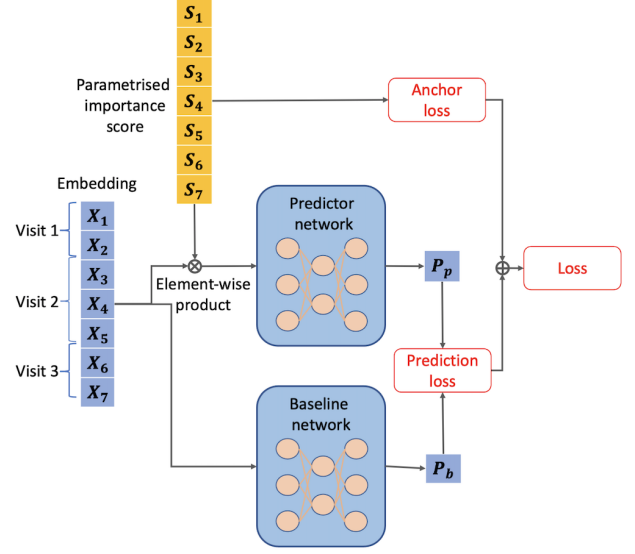 S1
S2
S3
S4
S5
S6
S7
Parametrised
importance
score
Anchor
loss
Embedding
X1
X2
X3
X4
X5
X6
X7
Visit 1
Visit 2
Visit 3
Element-wise
product
Predictor
network
Pp
Loss
Prediction
loss
Baseline
network
Pb